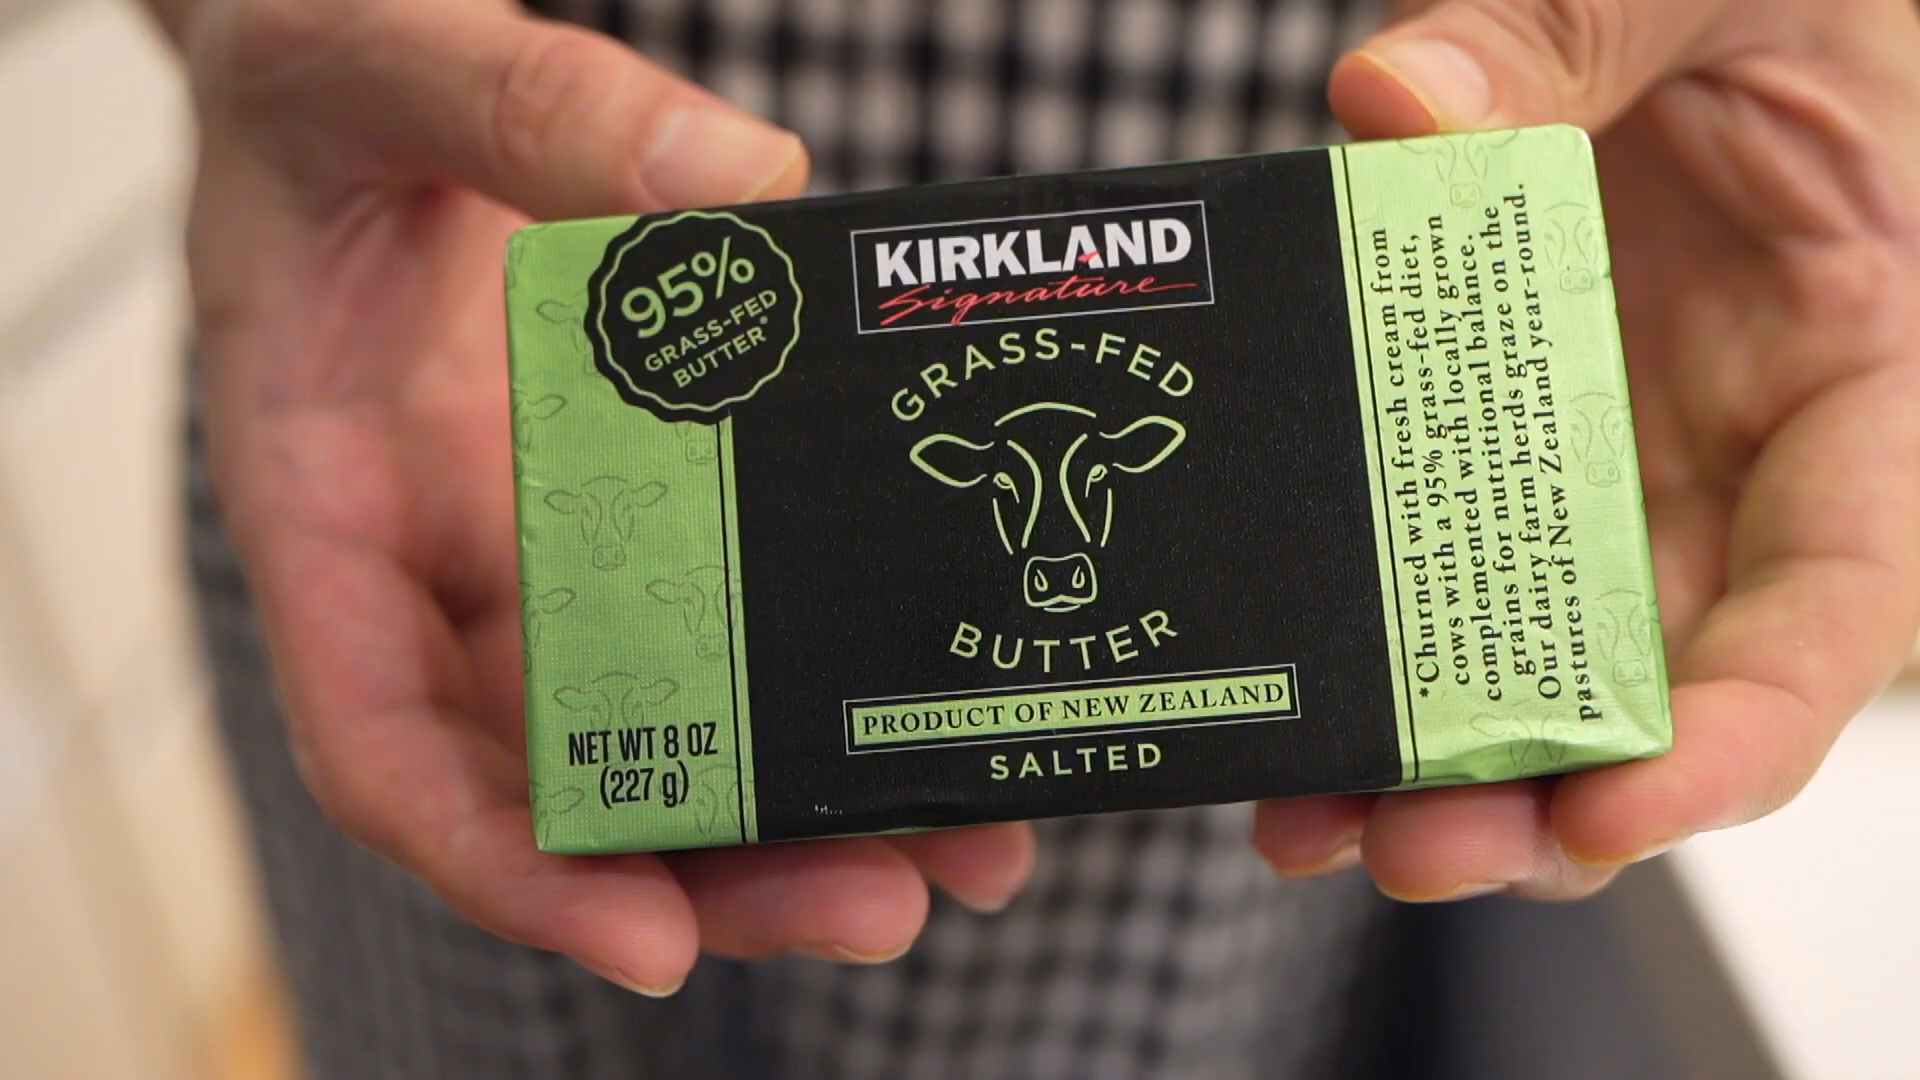 95%
GRASS-FED
BUTTER*
KIRKLAND
Signature
GRASS-FED
BUTTER
PRODUCT OF NEW ZEALAND
SALTED
NET WT 8 OZ
(227 g)
*Churned with fresh cream from
cows with a 95% grass-fed diet,
complemented with locally grown
grains for nutritional balance.
Our dairy farm herds graze on the
pastures of New Zealand year-round.